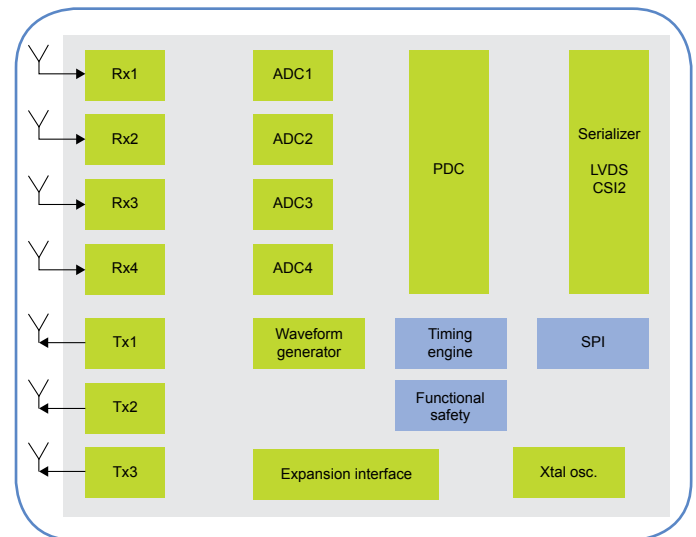 Rx1
ADC1
Rx2
ADC2
Rx3
ADC3
Rx4
ADC4
PDC
Serializer
LVDS
CSI2
Tx1
Waveform
generator
Timing
engine
SPI
Tx2
Functional
safety
Tx3
Expansion interface
Xtal osc.